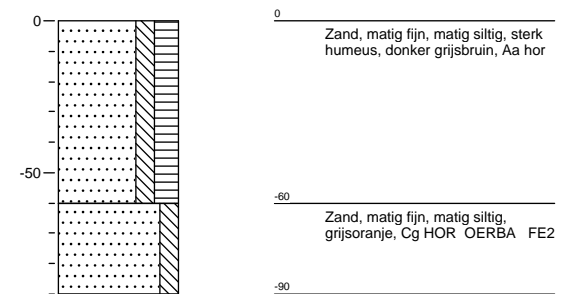 0
0
Zand, matig fijn, matig siltig, sterk
humeus, donker grijsbruin, Aa hor
-50
-60
Zand, matig fijn, matig siltig,
grijsoranje, Cg HOR OERBA FE2
-90